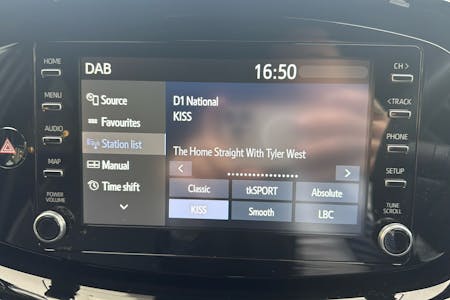 DAB
16:50
HOME
MENU
AUDIO
MAP
POWER
VOLUME
Source
Favourites
Station list
Manual
Time shift
D1 National
KISS
The Home Straight With Tyler West
Classic
tkSPORT
Absolute
KISS
Smooth
LBC
CH >
< TRACK
PHONE
SETUP
TUNE
SCROLL